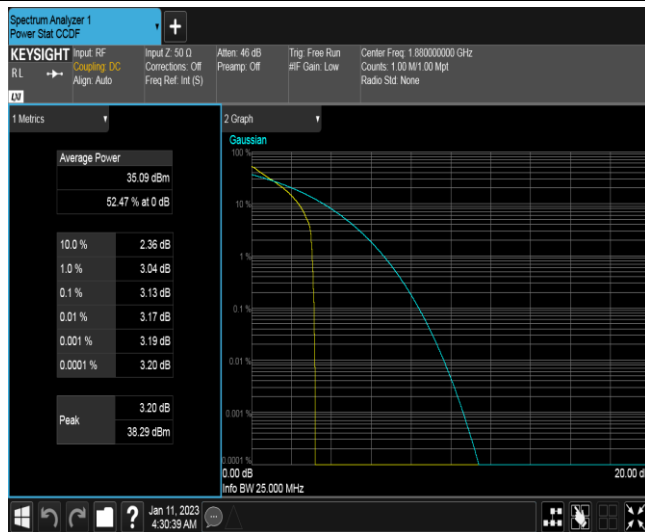 Spectrum Analyzer 1
Power Stat CCDF
+
KEYSIGHT
RL
LXI
Input: RF
Coupling: DC
Align: Auto
Input Z: 50 Ω
Corrections: Off
Freq Ref: Int (S)
Atten: 46 dB
Preamp: Off
Trig: Free Run
#IF Gain: Low
Center Freq: 1.880000000 GHz
Counts: 1.00 M/1.00 Mpt
Radio Std: None
1 Metrics
Average Power
35.09 dBm
52.47 % at 0 dB
10.0 % 2.36 dB
1.0 % 3.04 dB
0.1 % 3.13 dB
0.01 % 3.17 dB
0.001 % 3.19 dB
0.0001 % 3.20 dB
Peak
3.20 dB
38.29 dBm
2 Graph
Gaussian
100 %
10 %
1 %
0.1 %
0.01 %
0.001 %
0.0001 %
0.00 dB
20.00 d
Info BW 25.000 MHz
?
Jan 11, 2023
4:30:39 AM